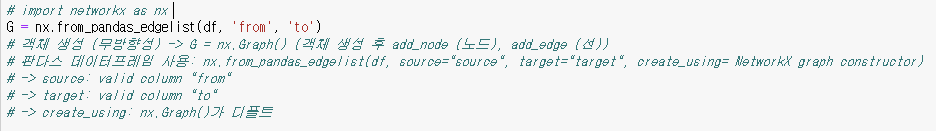 # import networkx as nx
G = nx.from_pandas_edgelist(df, 'from', 'to')
# 객체 생성 (무방향성) -> G = nx.Graph() (객체 생성 후 add_node (노드), add_edge (선))
# 판다스 데이터프레임 사용: nx.from_pandas_edgelist(df, source="source", target="target", create_using= NetworkX graph constructor)
# -> source: valid column "from"
# -> target: valid column "to"
# -> create_using: nx.Graph()가 디폴트